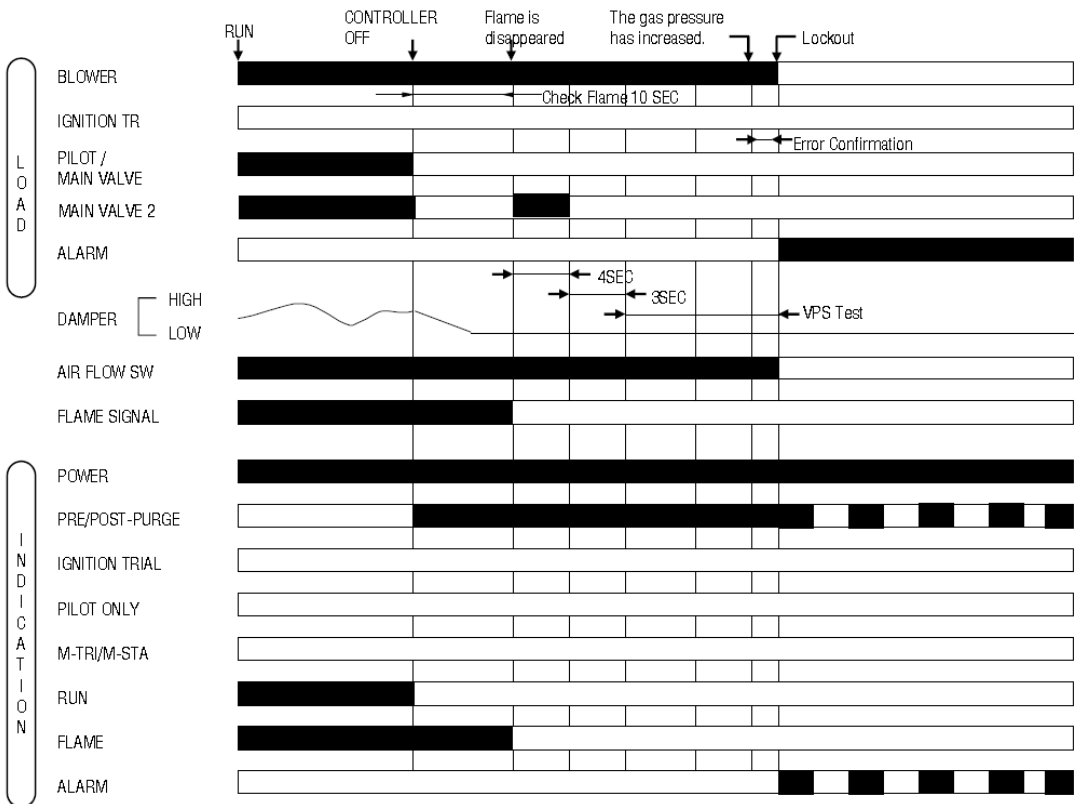 RUN
CONTROLLER
OFF
Flame is
disappeared
The gas pressure
has increased.
Lockout
LOAD
BLOWER
Check Flame 10 SEC
IGNITION TR
Error Confirmation
PILOT /
MAIN VALVE
MAIN VALVE 2
ALARM
4SEC
3SEC
DAMPER
HIGH
LOW
VPS Test
AIR FLOW SW
FLAME SIGNAL
INDICATION
POWER
PRE/POST-PURGE
IGNITION TRIAL
PILOT ONLY
M-TRI/M-STA
RUN
FLAME
ALARM